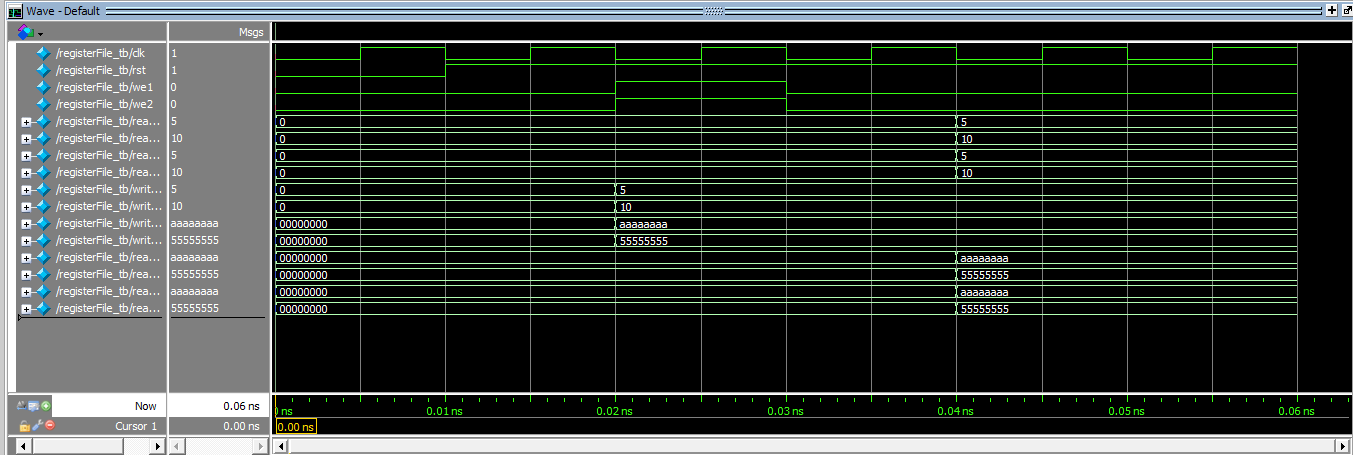 Wave - Default
Msgs
/registerFile_tb/clk 1
/registerFile_tb/rst 1
/registerFile_tb/we1 0
/registerFile_tb/we2 0
/registerFile_tb/rea... 5 0 5
/registerFile_tb/rea... 10 0 10
/registerFile_tb/rea... 5 0 5
/registerFile_tb/rea... 10 0 10
/registerFile_tb/writ... 5 0 5
/registerFile_tb/writ... 10 0 10
/registerFile_tb/writ... aaaaaaaa 00000000 aaaaaaaa
/registerFile_tb/writ... 55555555 00000000 55555555
/registerFile_tb/rea... aaaaaaaa 00000000 aaaaaaaa
/registerFile_tb/rea... 55555555 00000000 55555555
/registerFile_tb/rea... aaaaaaaa 00000000 aaaaaaaa
/registerFile_tb/rea... 55555555 00000000 55555555
Now 0.06 ns ns 0.01 ns 0.02 ns 0.03 ns 0.04 ns 0.05 ns 0.06 ns
Cursor 1 0.00 ns 0.00 ns